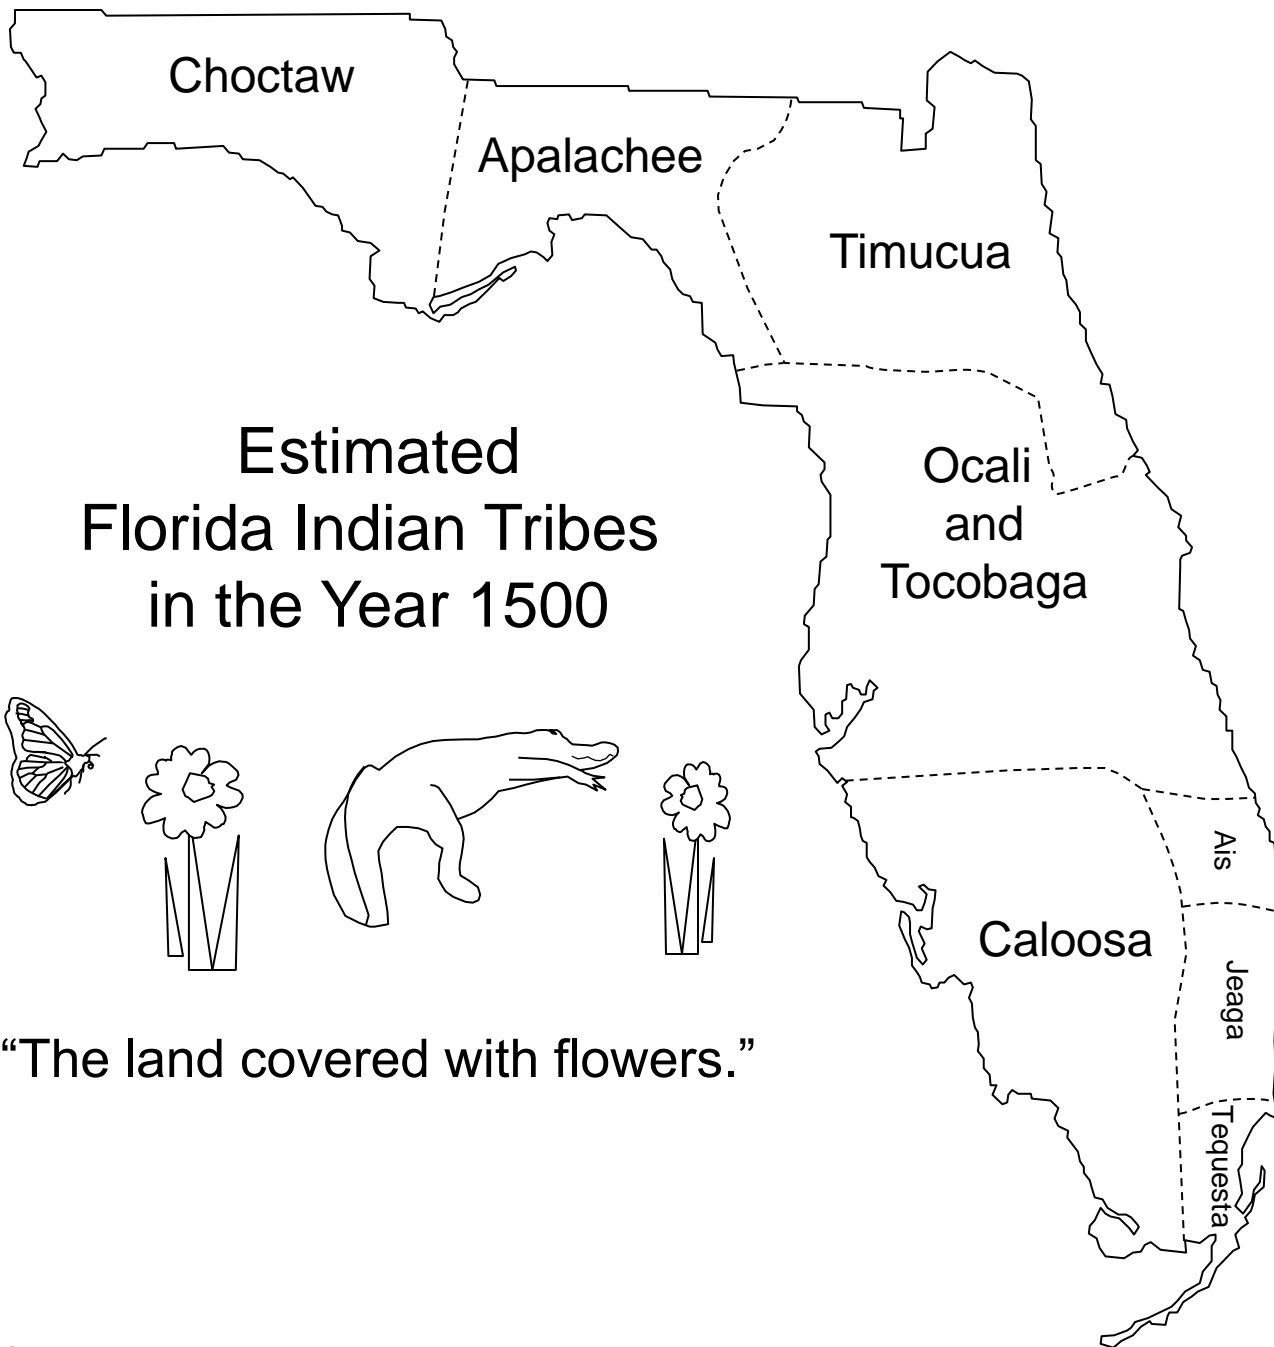 Choctaw
Apalachee
Timucua
Estimated
Florida Indian Tribes
in the Year 1500
Ocali
and
Tocobaga
Ais
Caloosa
Jeaga
“The land covered with flowers.”
Tequesta